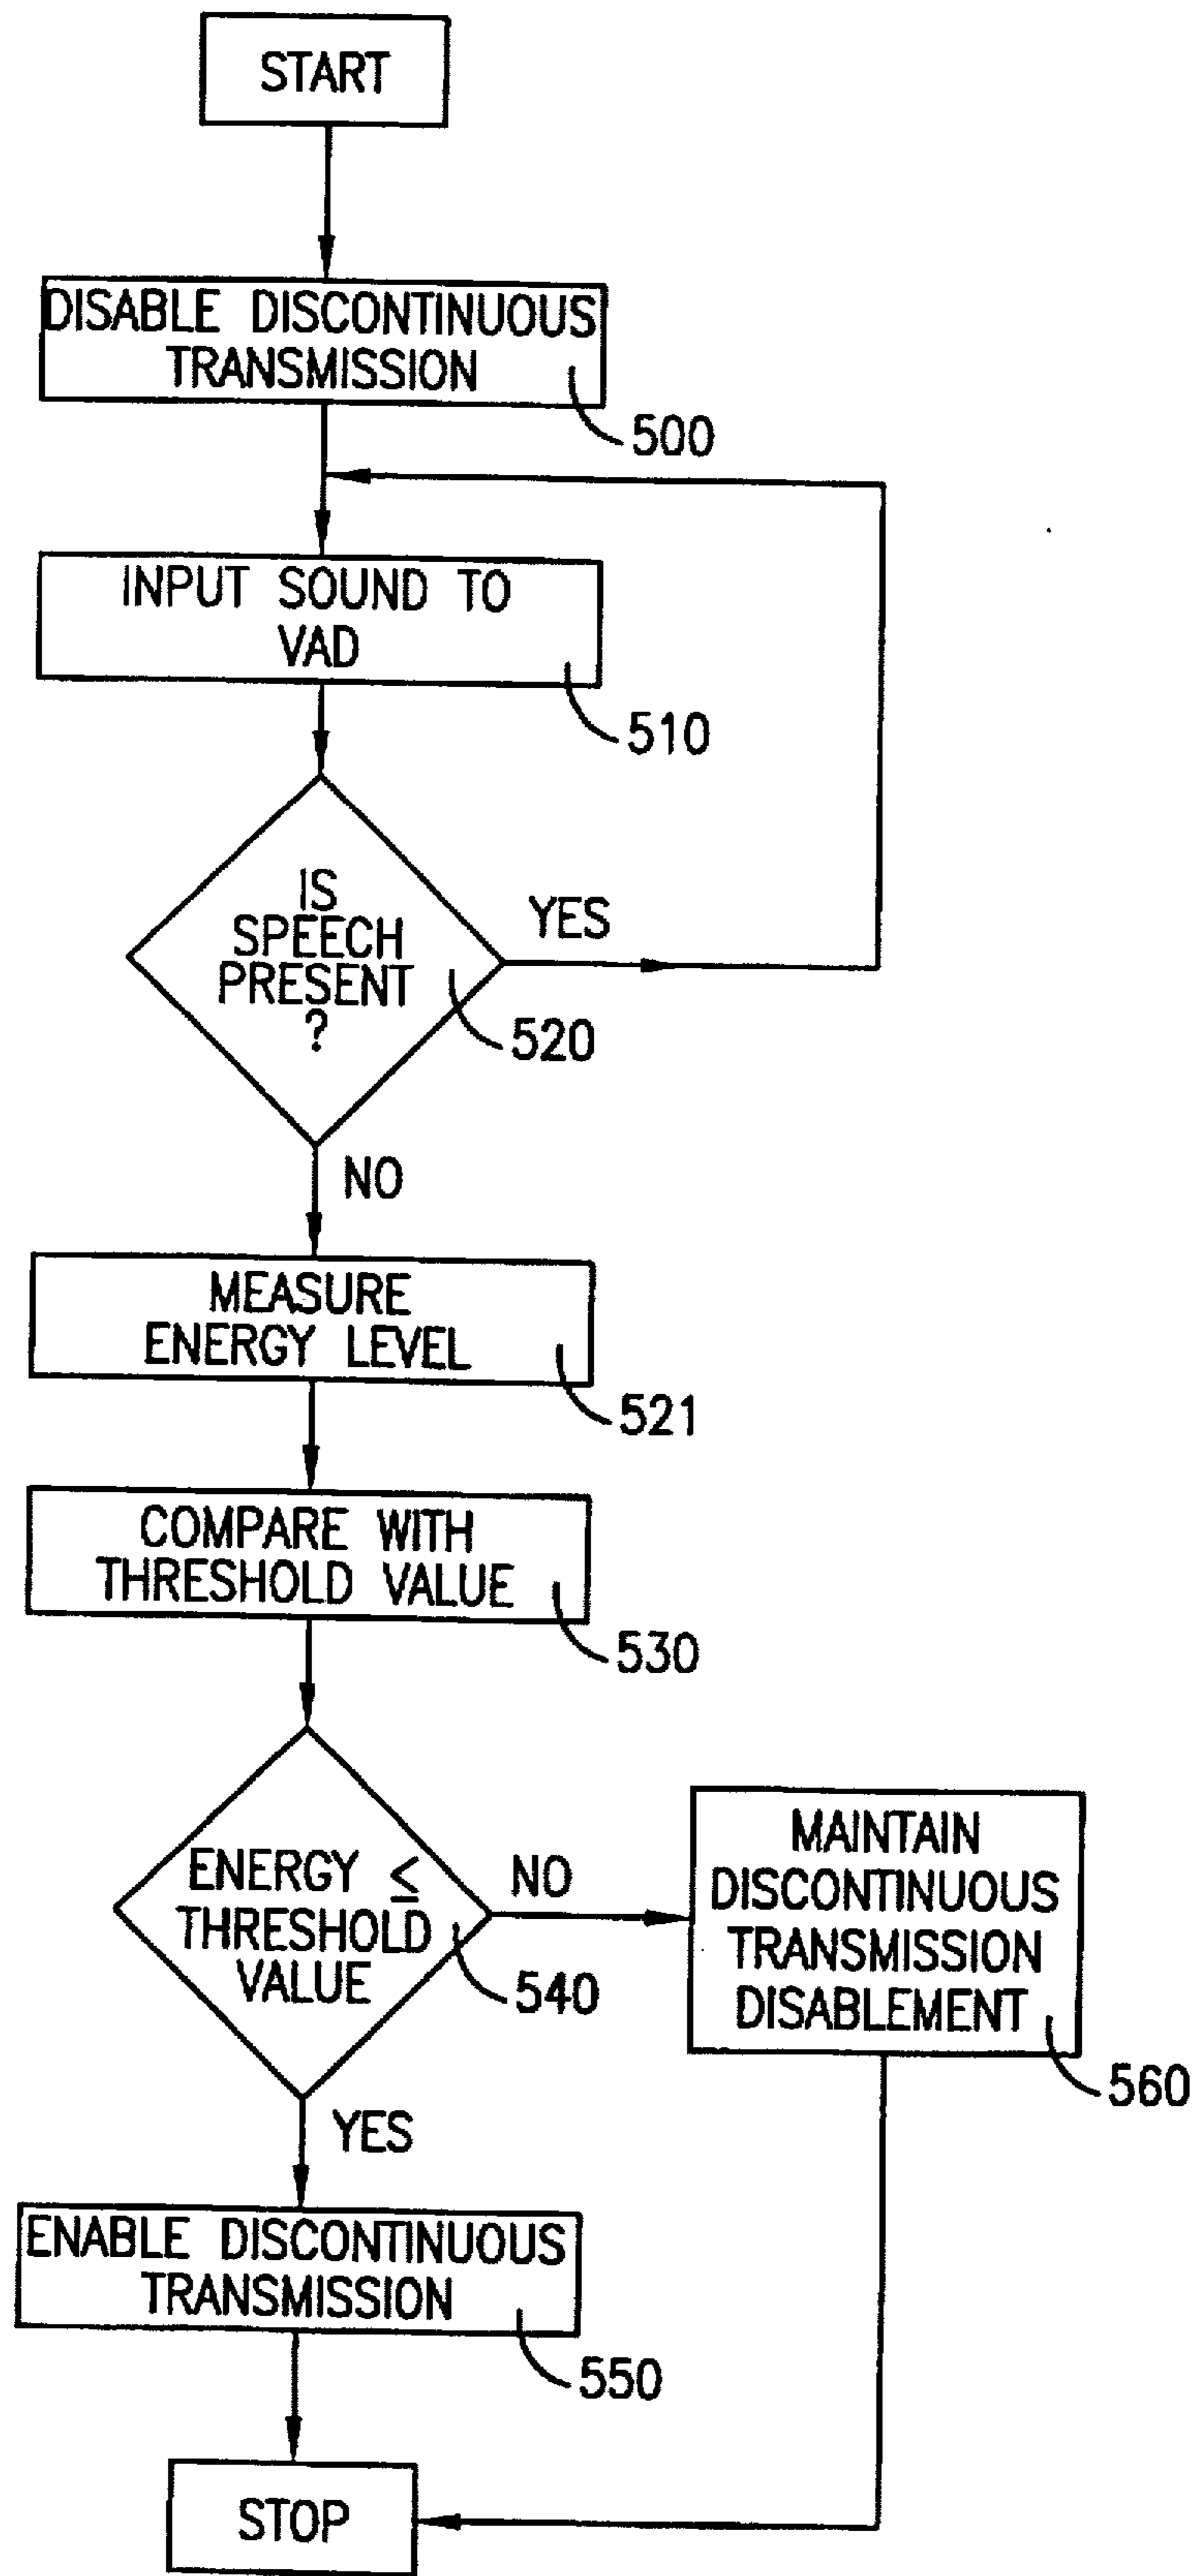 START
DISABLE DISCONTINUOUS
TRANSMISSION
500
INPUT SOUND TO
VAD
510
IS
SPEECH
PRESENT
?
YES
520
NO
MEASURE
ENERGY LEVEL
521
COMPARE WITH
THRESHOLD VALUE
530
ENERGY ≤
THRESHOLD
VALUE
540
NO
MAINTAIN
DISCONTINUOUS
TRANSMISSION
DISABLEMENT
560
YES
ENABLE DISCONTINUOUS
TRANSMISSION
550
STOP